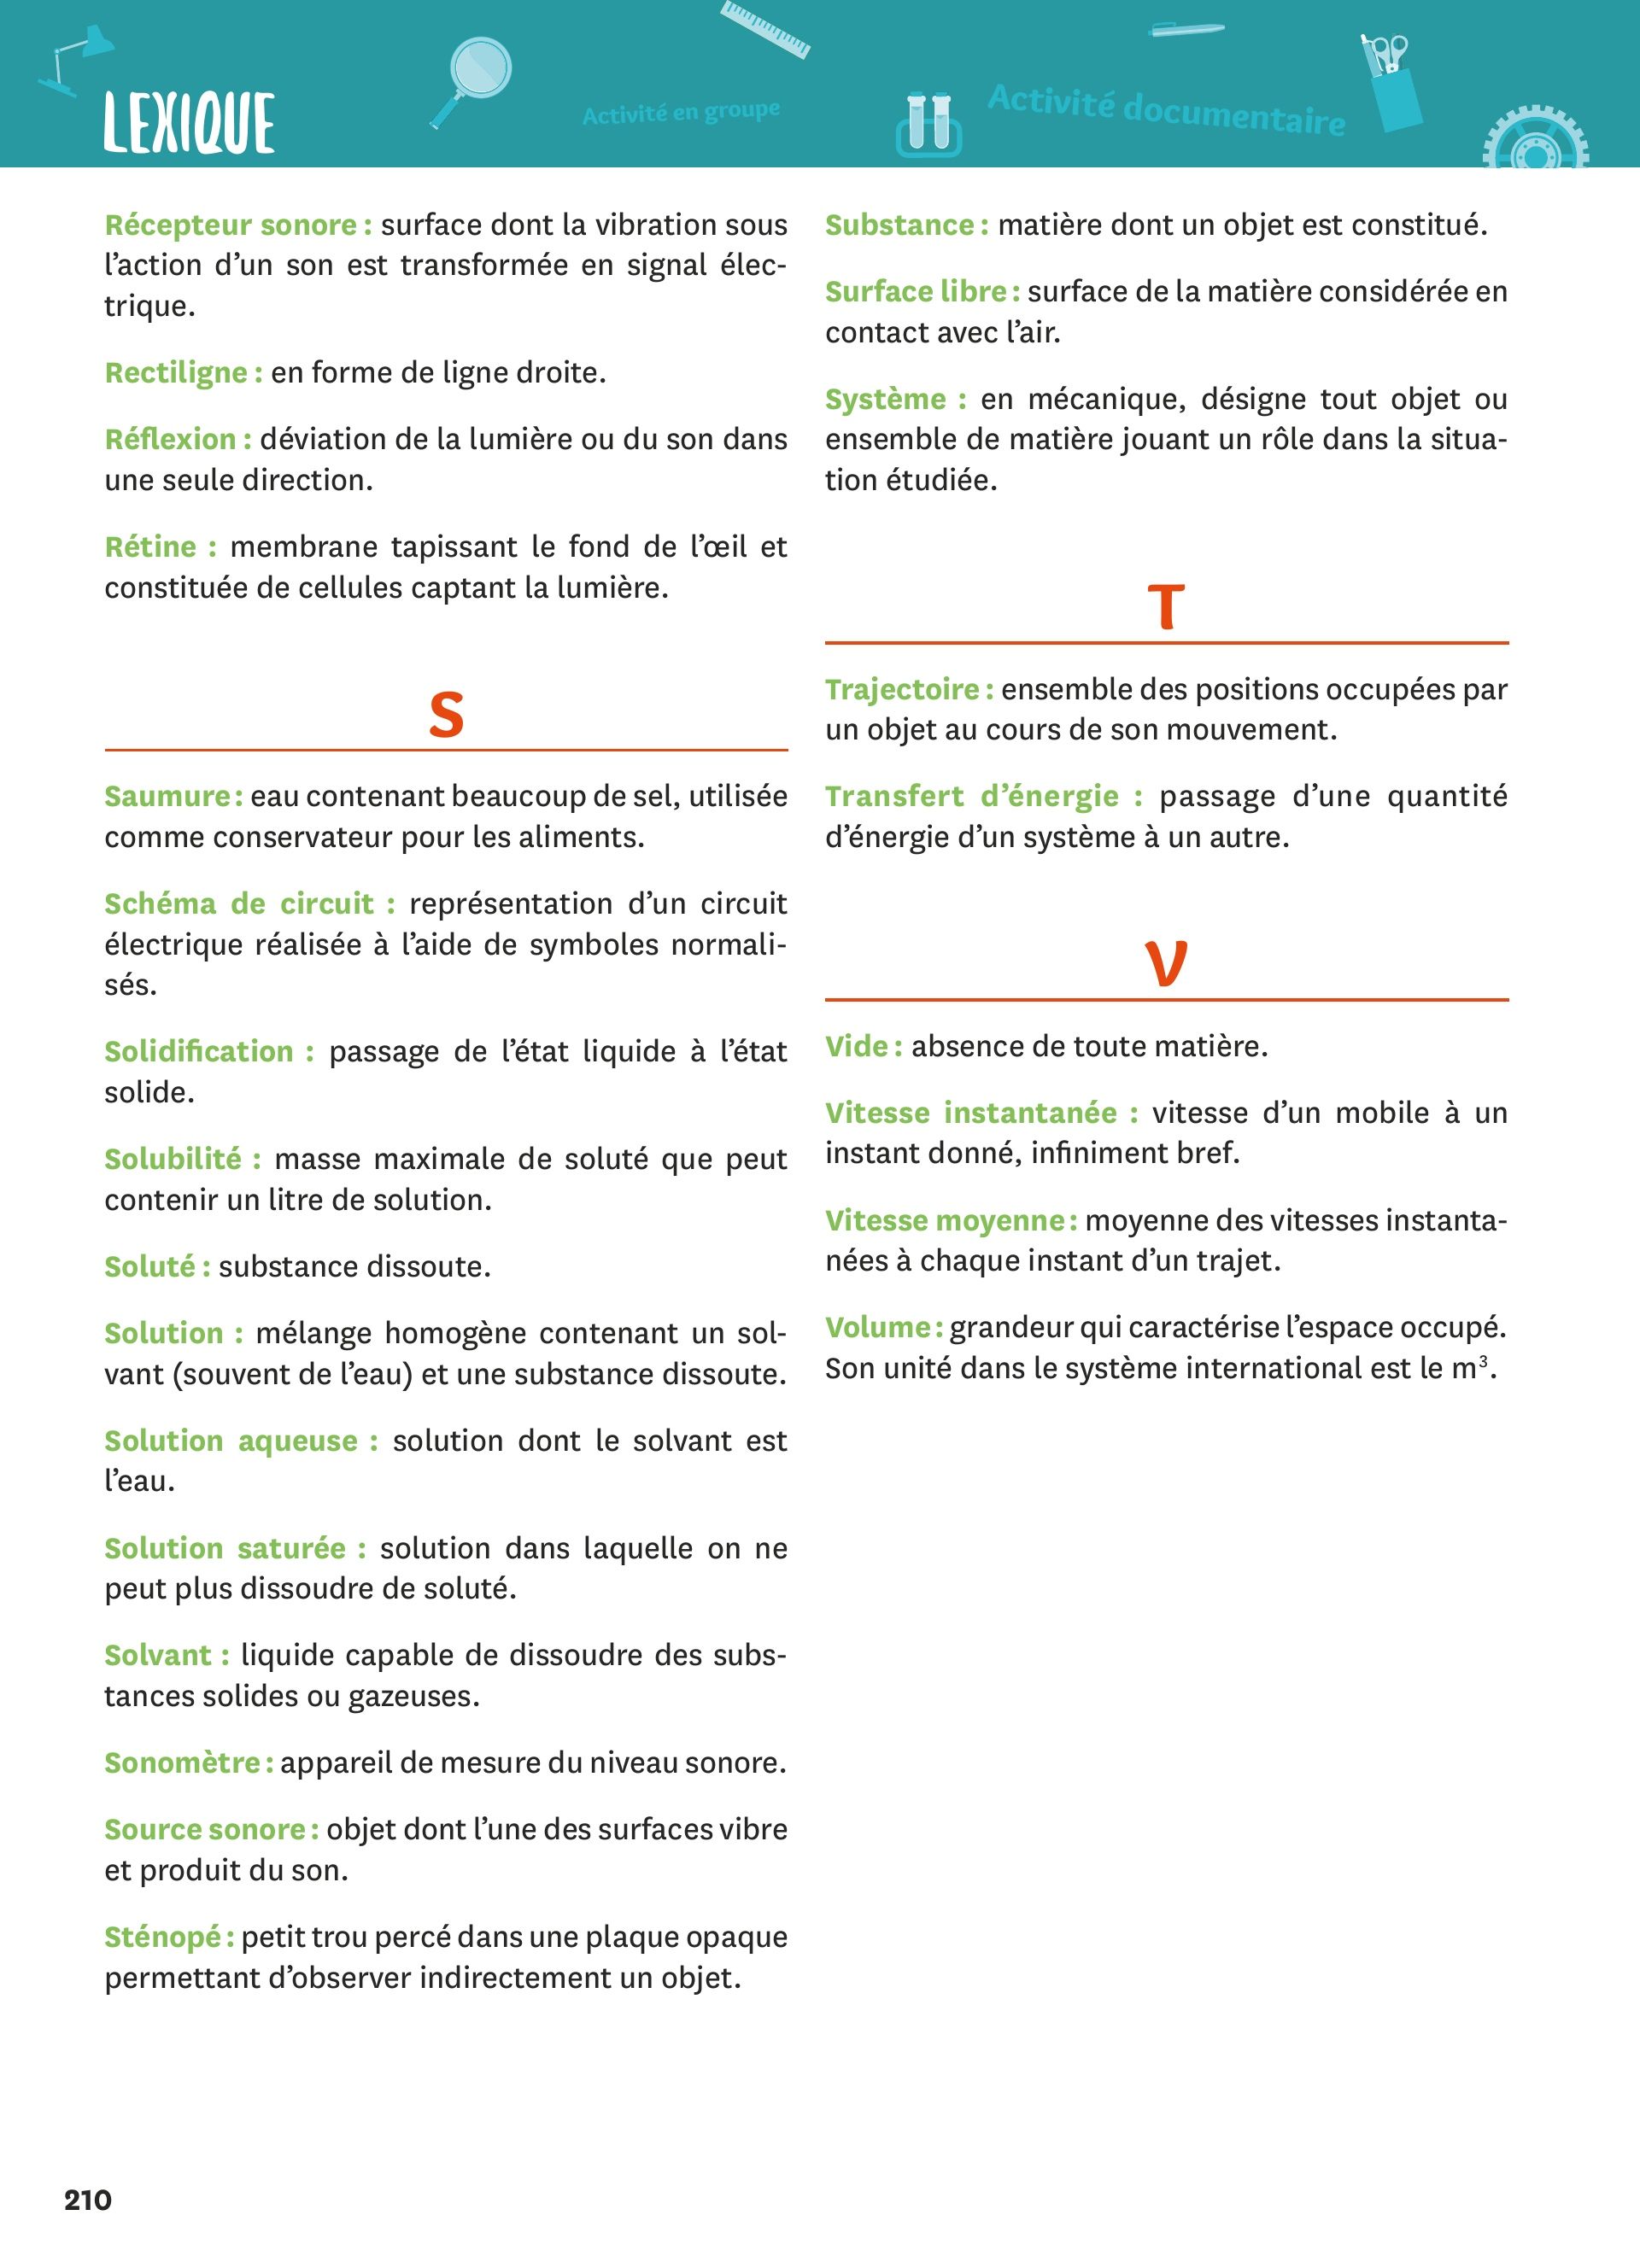 LEXIQUE
Activité en groupe
Activité documentaire
Récepteur sonore : surface dont la vibration sous
l’action d’un son est transformée en signal élec-
trique.
Rectiligne : en forme de ligne droite.
Réflexion : déviation de la lumière ou du son dans
une seule direction.
Rétine : membrane tapissant le fond de l’œil et
constituée de cellules captant la lumière.
S
Saumure : eau contenant beaucoup de sel, utilisée
comme conservateur pour les aliments.
Schéma de circuit : représentation d’un circuit
électrique réalisée à l’aide de symboles normali-
sés.
Solidification : passage de l’état liquide à l’état
solide.
Solubilité : masse maximale de soluté que peut
contenir un litre de solution.
Soluté : substance dissoute.
Solution : mélange homogène contenant un sol-
vant (souvent de l’eau) et une substance dissoute.
Solution aqueuse : solution dont le solvant est
l’eau.
Solution saturée : solution dans laquelle on ne
peut plus dissoudre de soluté.
Solvant : liquide capable de dissoudre des subs-
tances solides ou gazeuses.
Sonomètre : appareil de mesure du niveau sonore.
Source sonore : objet dont l’une des surfaces vibre
et produit du son.
Sténopé : petit trou percé dans une plaque opaque
permettant d’observer indirectement un objet.
Substance : matière dont un objet est constitué.
Surface libre : surface de la matière considérée en
contact avec l’air.
Système : en mécanique, désigne tout objet ou
ensemble de matière jouant un rôle dans la situa-
tion étudiée.
T
Trajectoire : ensemble des positions occupées par
un objet au cours de son mouvement.
Transfert d’énergie : passage d’une quantité
d’énergie d’un système à un autre.
V
Vide : absence de toute matière.
Vitesse instantanée : vitesse d’un mobile à un
instant donné, infiniment bref.
Vitesse moyenne : moyenne des vitesses instanta-
nées à chaque instant d’un trajet.
Volume : grandeur qui caractérise l’espace occupé.
Son unité dans le système international est le m³.
210